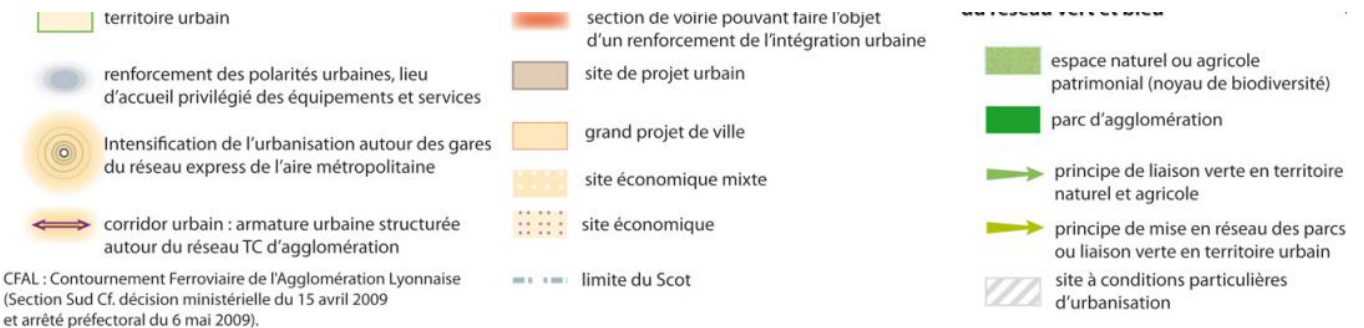 territoire urbain
renforcement des polarités urbaines, lieu
d'accueil privilégié des équipements et services
Intensification de l'urbanisation autour des gares
du réseau express de l'aire métropolitaine
corridor urbain : armature urbaine structurée
autour du réseau TC d'agglomération
CFAL : Contournement Ferroviaire de l'Agglomération Lyonnaise
(Section Sud Cf. décision ministérielle du 15 avril 2009
et arrêté préfectoral du 6 mai 2009).
section de voirie pouvant faire l'objet
d'un renforcement de l'intégration urbaine
site de projet urbain
grand projet de ville
site économique mixte
site économique
limite du Scot
du réseau vert et bleu
espace naturel ou agricole
patrimonial (noyau de biodiversité)
parc d'agglomération
principe de liaison verte en territoire
naturel et agricole
principe de mise en réseau des parcs
ou liaison verte en territoire urbain
site à conditions particulières
d'urbanisation